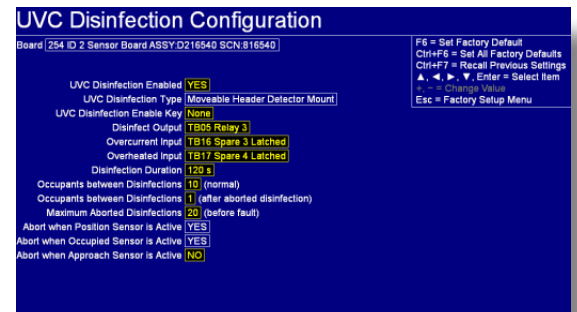 UVC Disinfection Configuration
Board 254 ID 2 Sensor Board ASSY:D216540 SCN:816540
F6 = Set Factory Default
Ctrl+F6 = Set All Factory Defaults
Ctrl+F7 = Recall Previous Settings
▲, ◄, ►, ▼, Enter = Select Item
+, − = Change Value
Esc = Factory Setup Menu
UVC Disinfection Enabled YES
UVC Disinfection Type Moveable Header Detector Mount
UVC Disinfection Enable Key None
Disinfect Output TB05 Relay 3
Overcurrent Input TB16 Spare 3 Latched
Overheated Input TB17 Spare 4 Latched
Disinfection Duration 120 s
Occupants between Disinfections 10 (normal)
Occupants between Disinfections 1 (after aborted disinfection)
Maximum Aborted Disinfections 20 (before fault)
Abort when Position Sensor is Active YES
Abort when Occupied Sensor is Active YES
Abort when Approach Sensor is Active NO